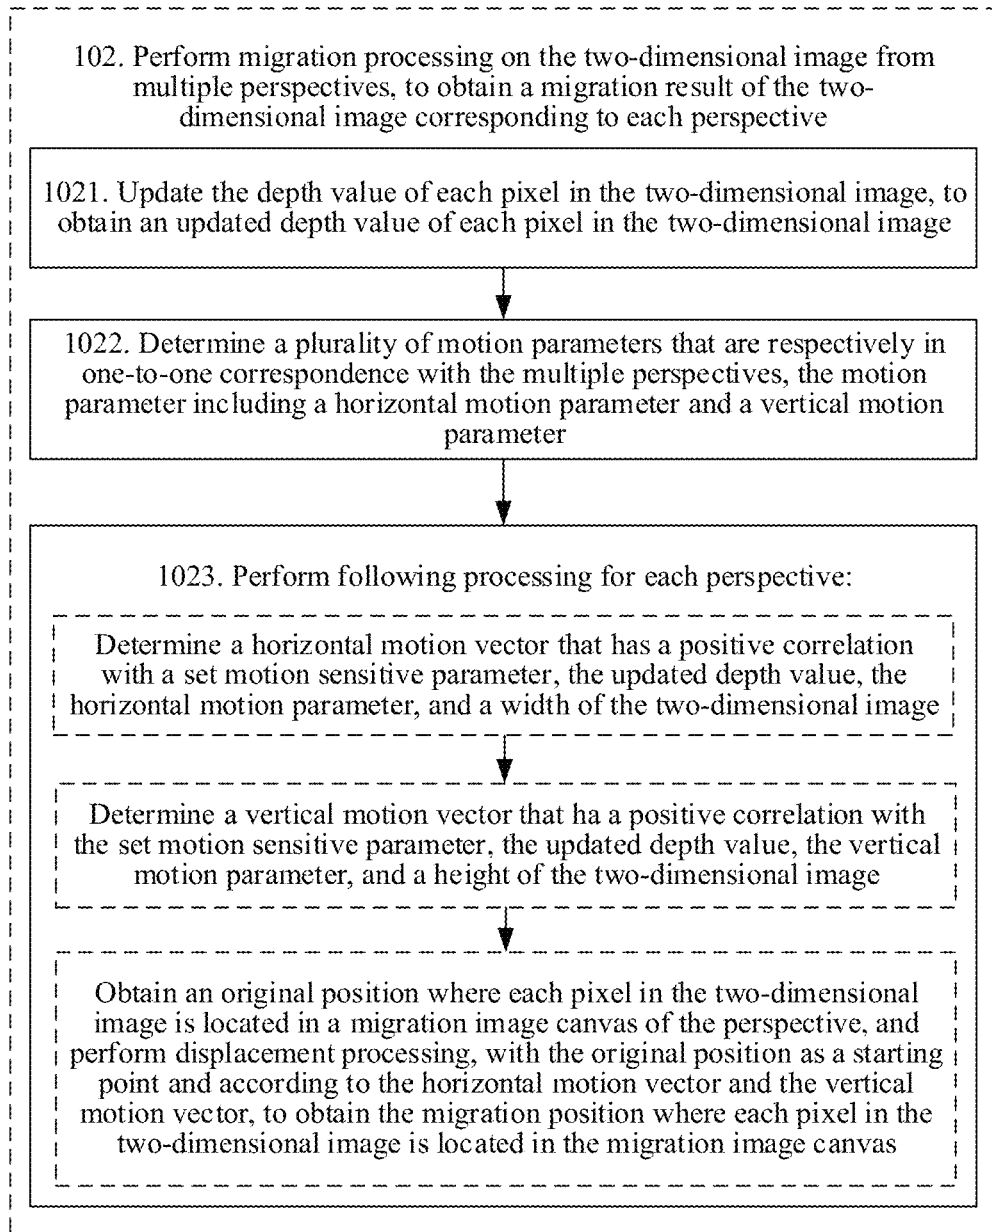 102. Perform migration processing on the two-dimensional image from
multiple perspectives, to obtain a migration result of the two-
dimensional image corresponding to each perspective
1021. Update the depth value of each pixel in the two-dimensional image, to
obtain an updated depth value of each pixel in the two-dimensional image
1022. Determine a plurality of motion parameters that are respectively in
one-to-one correspondence with the multiple perspectives, the motion
parameter including a horizontal motion parameter and a vertical motion
parameter
1023. Perform following processing for each perspective:
Determine a horizontal motion vector that has a positive correlation
with a set motion sensitive parameter, the updated depth value, the
horizontal motion parameter, and a width of the two-dimensional image
Determine a vertical motion vector that ha a positive correlation with
the set motion sensitive parameter, the updated depth value, the vertical
motion parameter, and a height of the two-dimensional image
Obtain an original position where each pixel in the two-dimensional
image is located in a migration image canvas of the perspective, and
perform displacement processing, with the original position as a starting
point and according to the horizontal motion vector and the vertical
motion vector, to obtain the migration position where each pixel in the
two-dimensional image is located in the migration image canvas